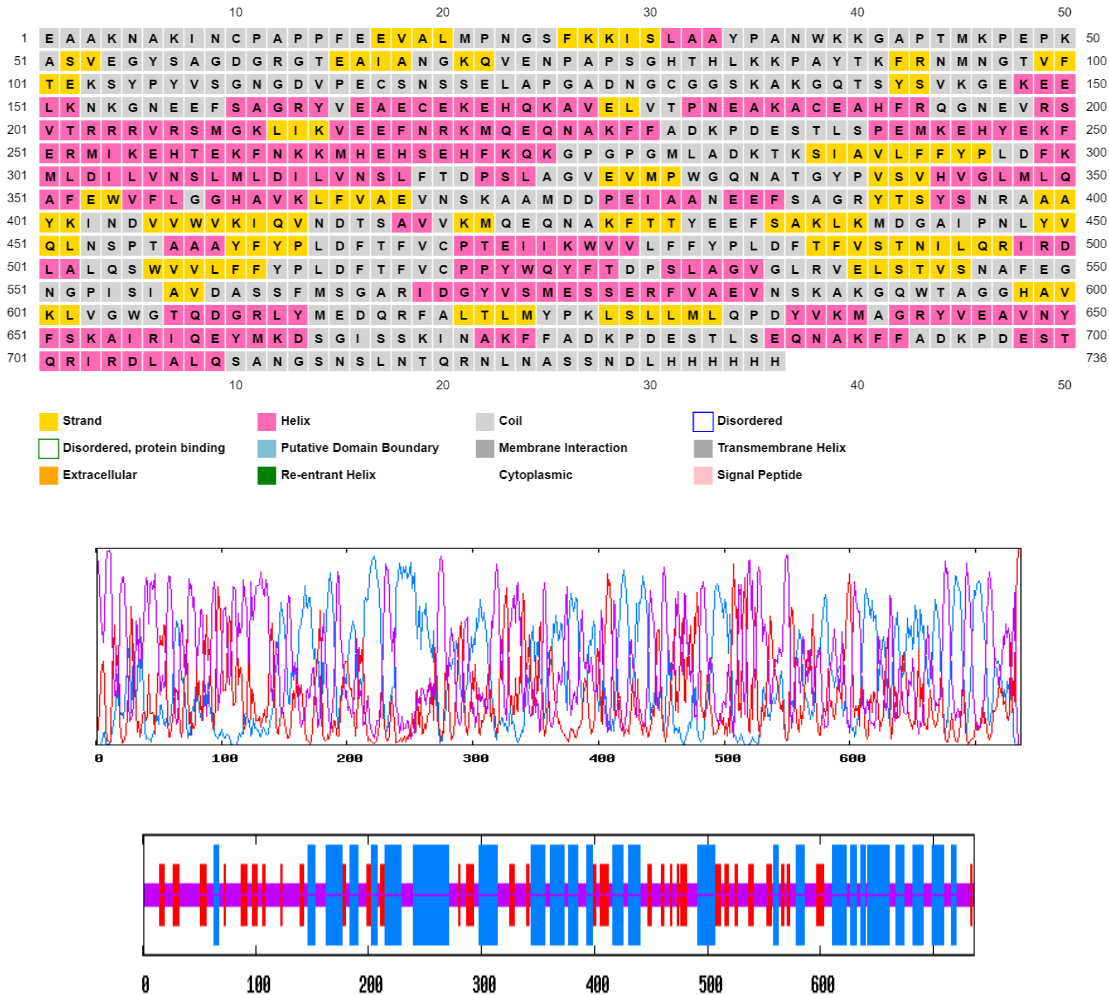 10 20 30 40 50
1 E A A K N A K I N C P A P P F E E V A L M P N G S F K K I S L A A Y P A N W K K G A P T M K P E P K 50
51 A S V E G Y S A G D G R G T E A I A N G K Q V E N P A P S G H T H L K K P A Y T K F R N M N G T V F 100
101 T E K S Y P Y V S G N G D V P E C S N S S E L A P G A D N G C G G S K A K G Q T S Y S V K G E K E E 150
151 L K N K G N E E F S A G R Y V E A E C E K E H Q K A V E L V T P N E A K A C E A H F R Q G N E V R S 200
201 V T R R R V R S M G K L I K V E E F N R K M Q E Q N A K F F A D K P D E S T L S P E M K E H Y E K F 250
251 E R M I K E H T E K F N K K M H E H S E H F K Q K G P G P G M L A D K T K S I A V L F F Y P L D F K 300
301 M L D I L V N S L M L D I L V N S L F T D P S L A G V E V M P W G Q N A T G Y P V S V H V G L M L Q 350
351 A F E W V F L G G H A V K L F V A E V N S K A A M D D P E I A A N E E F S A G R Y T S Y S N R A A A 400
401 Y K I N D V V W V K I Q V N D T S A V V K M Q E Q N A K F T T Y E E F S A K L K M D G A I P N L Y V 450
451 Q L N S P T A A A Y F Y P L D F T F V C P T E I I K W V V L F F Y P L D F T F V S T N I L Q R I R D 500
501 L A L Q S W V V L F F Y P L D F T F V C P P Y W Q Y F T D P S L A G V G L R V E L S T V S N A F E G 550
551 N G P I S I A V D A S S F M S G A R I D G Y V S M E S S E R F V A E V N S K A K G Q W T A G G H A V 600
601 K L V G W G T Q D G R L Y M E D Q R F A L T L M Y P K L S L L M L Q P D Y V K M A G R Y V E A V N Y 650
651 F S K A I R I Q E Y M K D S G I S S K I N A K F F A D K P D E S T L S E Q N A K F F A D K P D E S T 700
701 Q R I R D L A L Q S A N G S N S L N T Q R N L N A S S N D L H H H H H H 736
10 20 30 40 50
Strand Helix Coil Disordered
Disordered, protein binding Putative Domain Boundary Membrane Interaction Transmembrane Helix
Extracellular Re-entrant Helix Cytoplasmic Signal Peptide
0 100 200 300 400 500 600
0 100 200 300 400 500 600